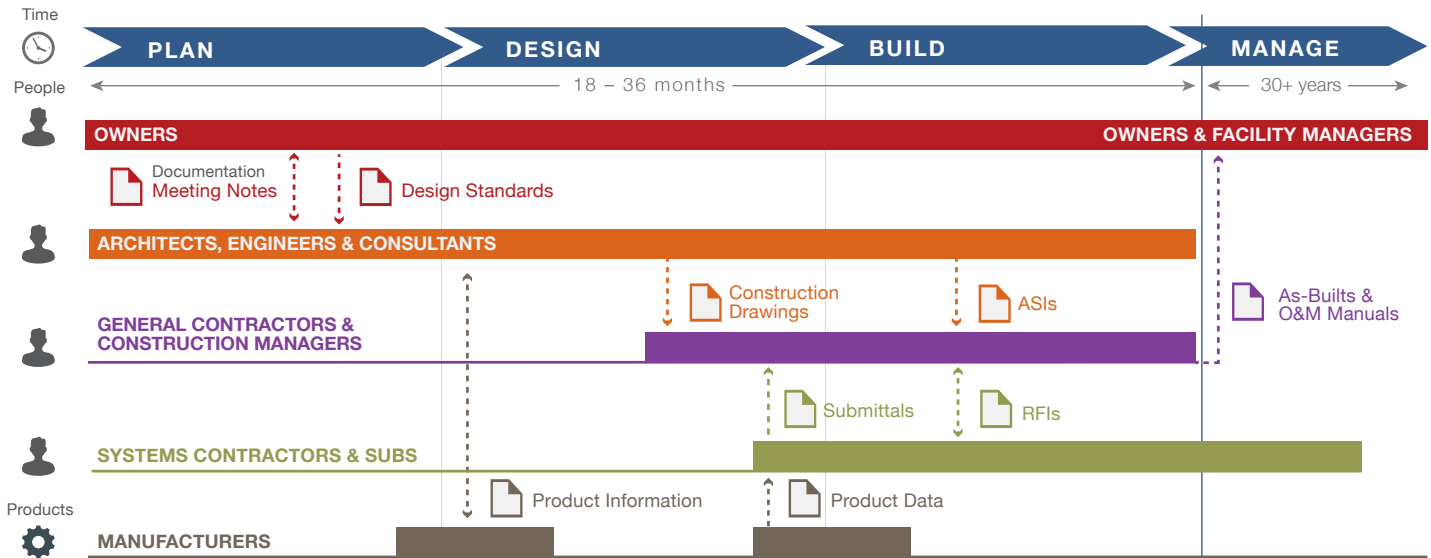 Time
PLAN
DESIGN
BUILD
MANAGE
People
18 – 36 months
30+ years
OWNERS
OWNERS & FACILITY MANAGERS
Documentation
Meeting Notes
Design Standards
ARCHITECTS, ENGINEERS & CONSULTANTS
Construction
Drawings
ASIs
As-Builts &
O&M Manuals
GENERAL CONTRACTORS &
CONSTRUCTION MANAGERS
Submittals
RFIs
SYSTEMS CONTRACTORS & SUBS
Product Information
Product Data
Products
MANUFACTURERS